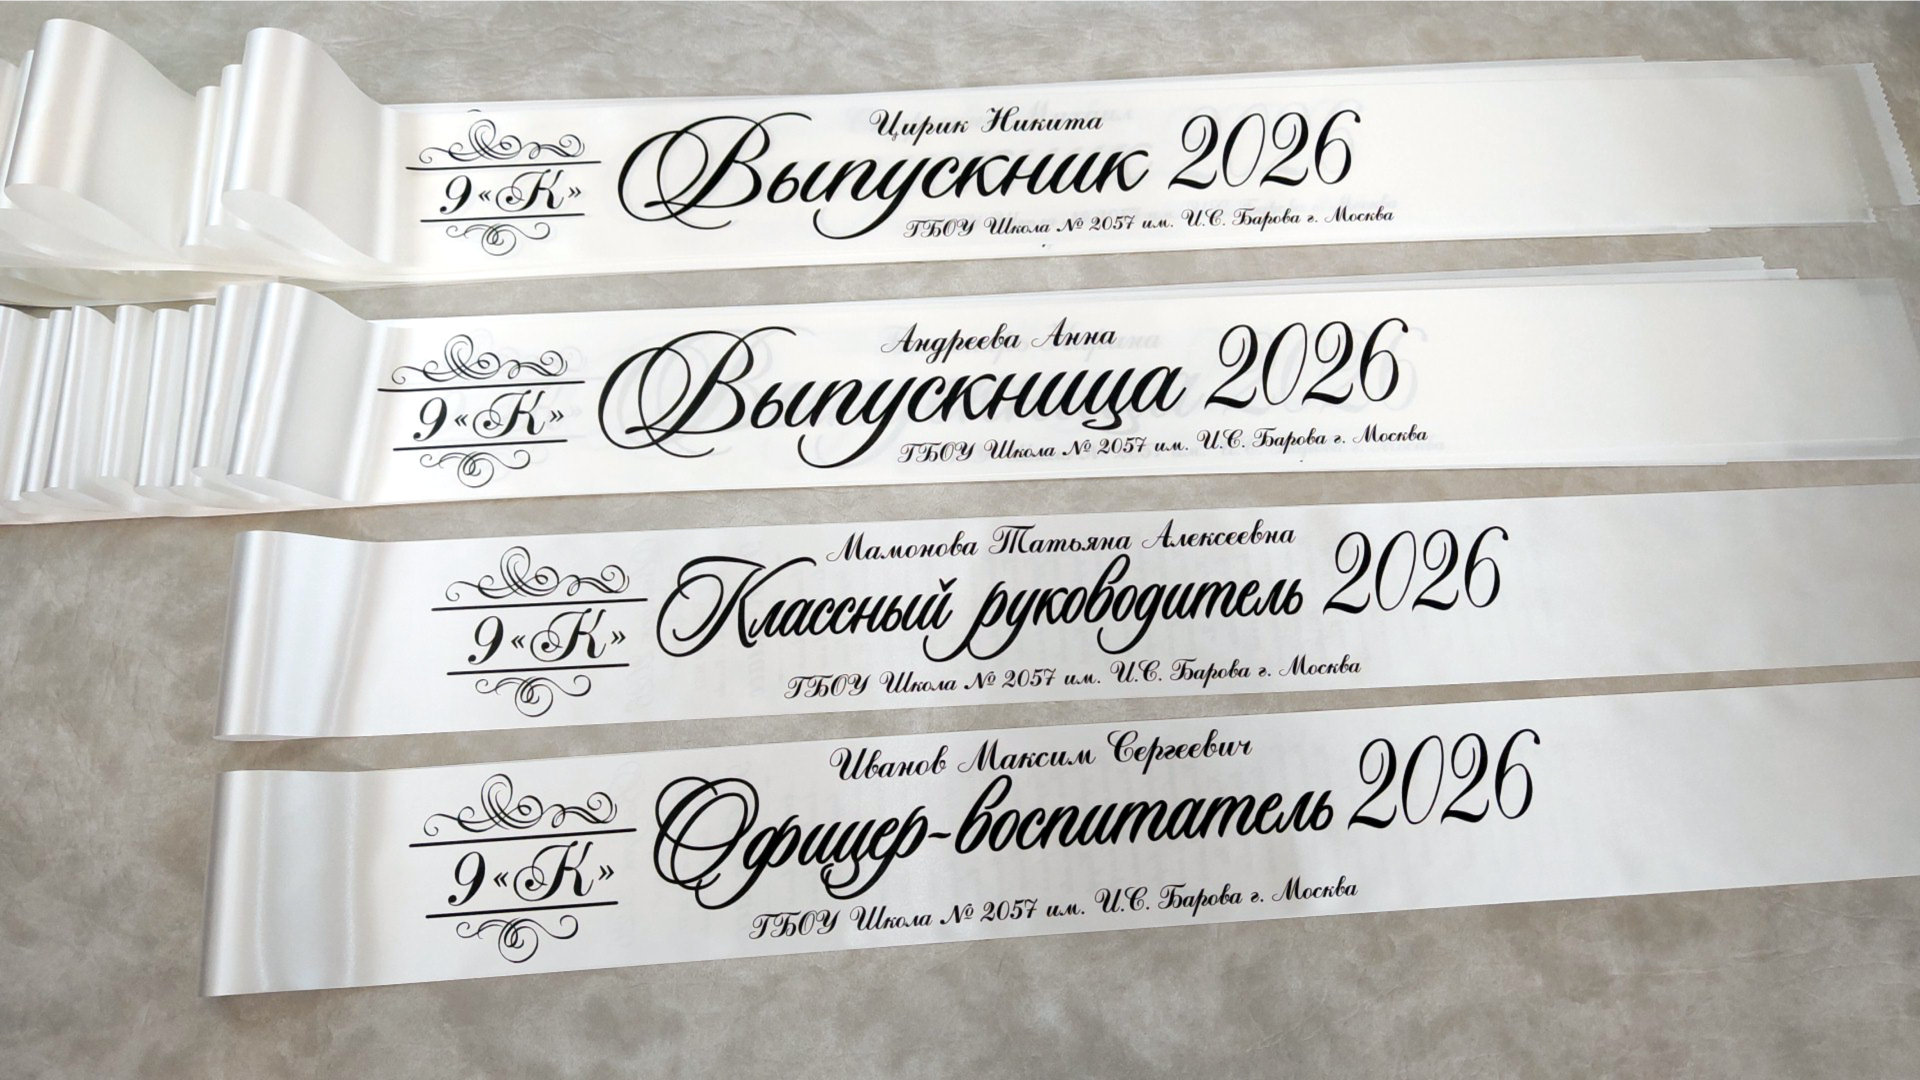 Цирик Никита
9 «К» Выпускник 2026
ГБОУ Школа № 2057 им. И.С. Барова г. Москва
Андреева Анна
9 «К» Выпускница 2026
ГБОУ Школа № 2057 им. И.С. Барова г. Москва
Мамонова Татьяна Алексеевна
9 «К» Классный руководитель 2026
ГБОУ Школа № 2057 им. И.С. Барова г. Москва
Иванов Максим Сергеевич
9 «К» Офицер-воспитатель 2026
ГБОУ Школа № 2057 им. И.С. Барова г. Москва